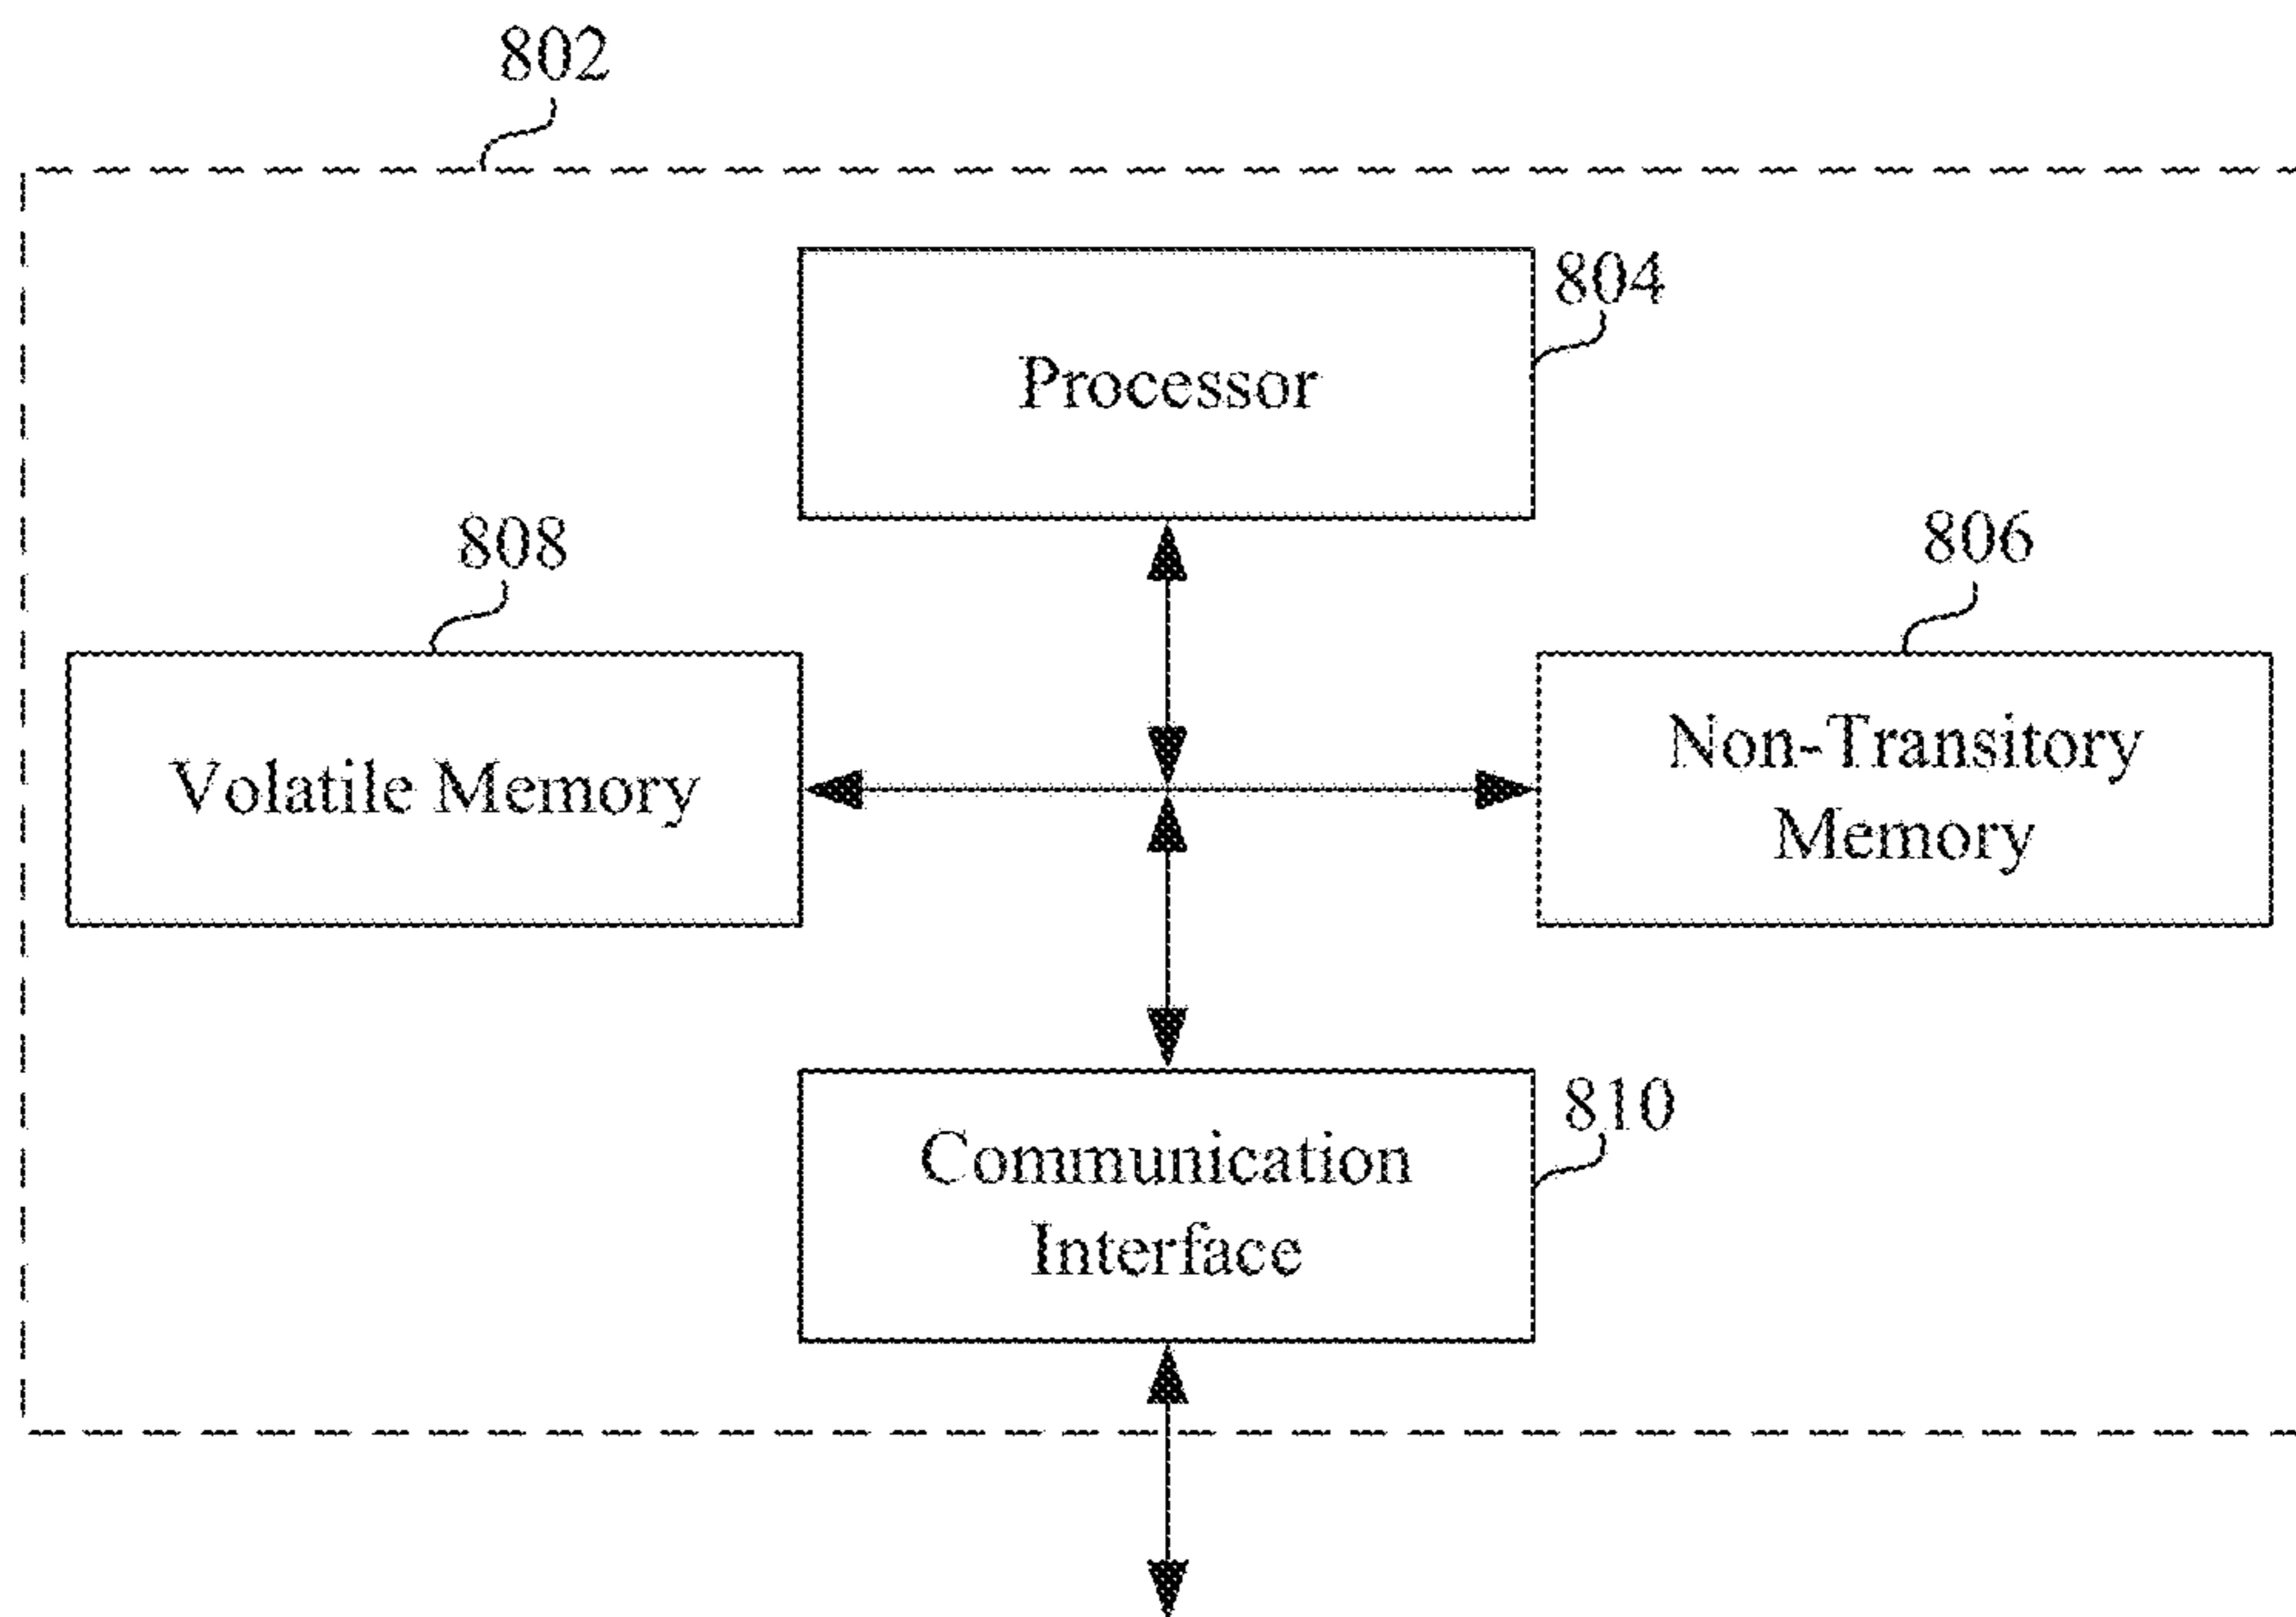 802
804
Processor
808
806
Volatile Memory
Non-Transitory
Memory
810
Communication
Interface